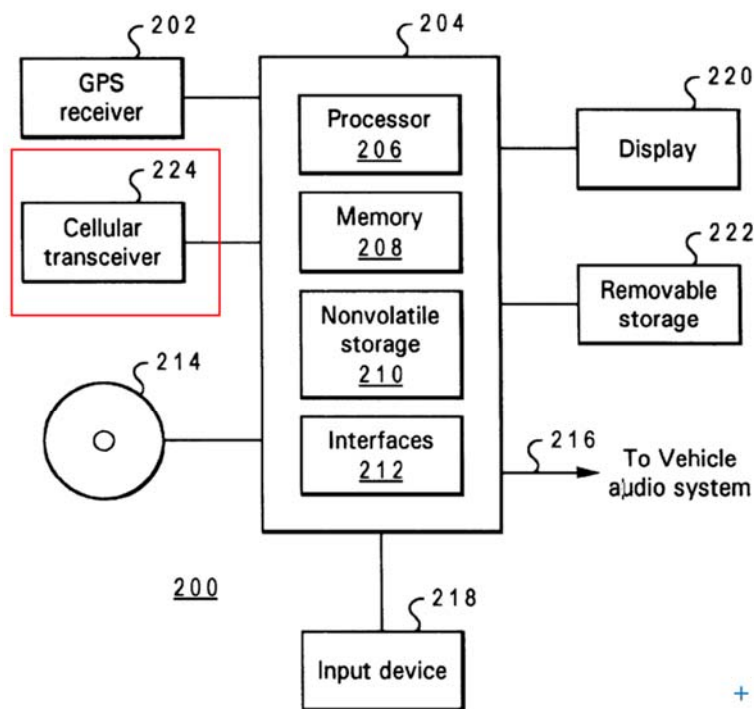 202
GPS
receiver
224
Cellular
transceiver
214
204
Processor
206
Memory
208
Nonvolatile
storage
210
Interfaces
212
220
Display
222
Removable
storage
216
To Vehicle
audio system
200
218
Input device
+